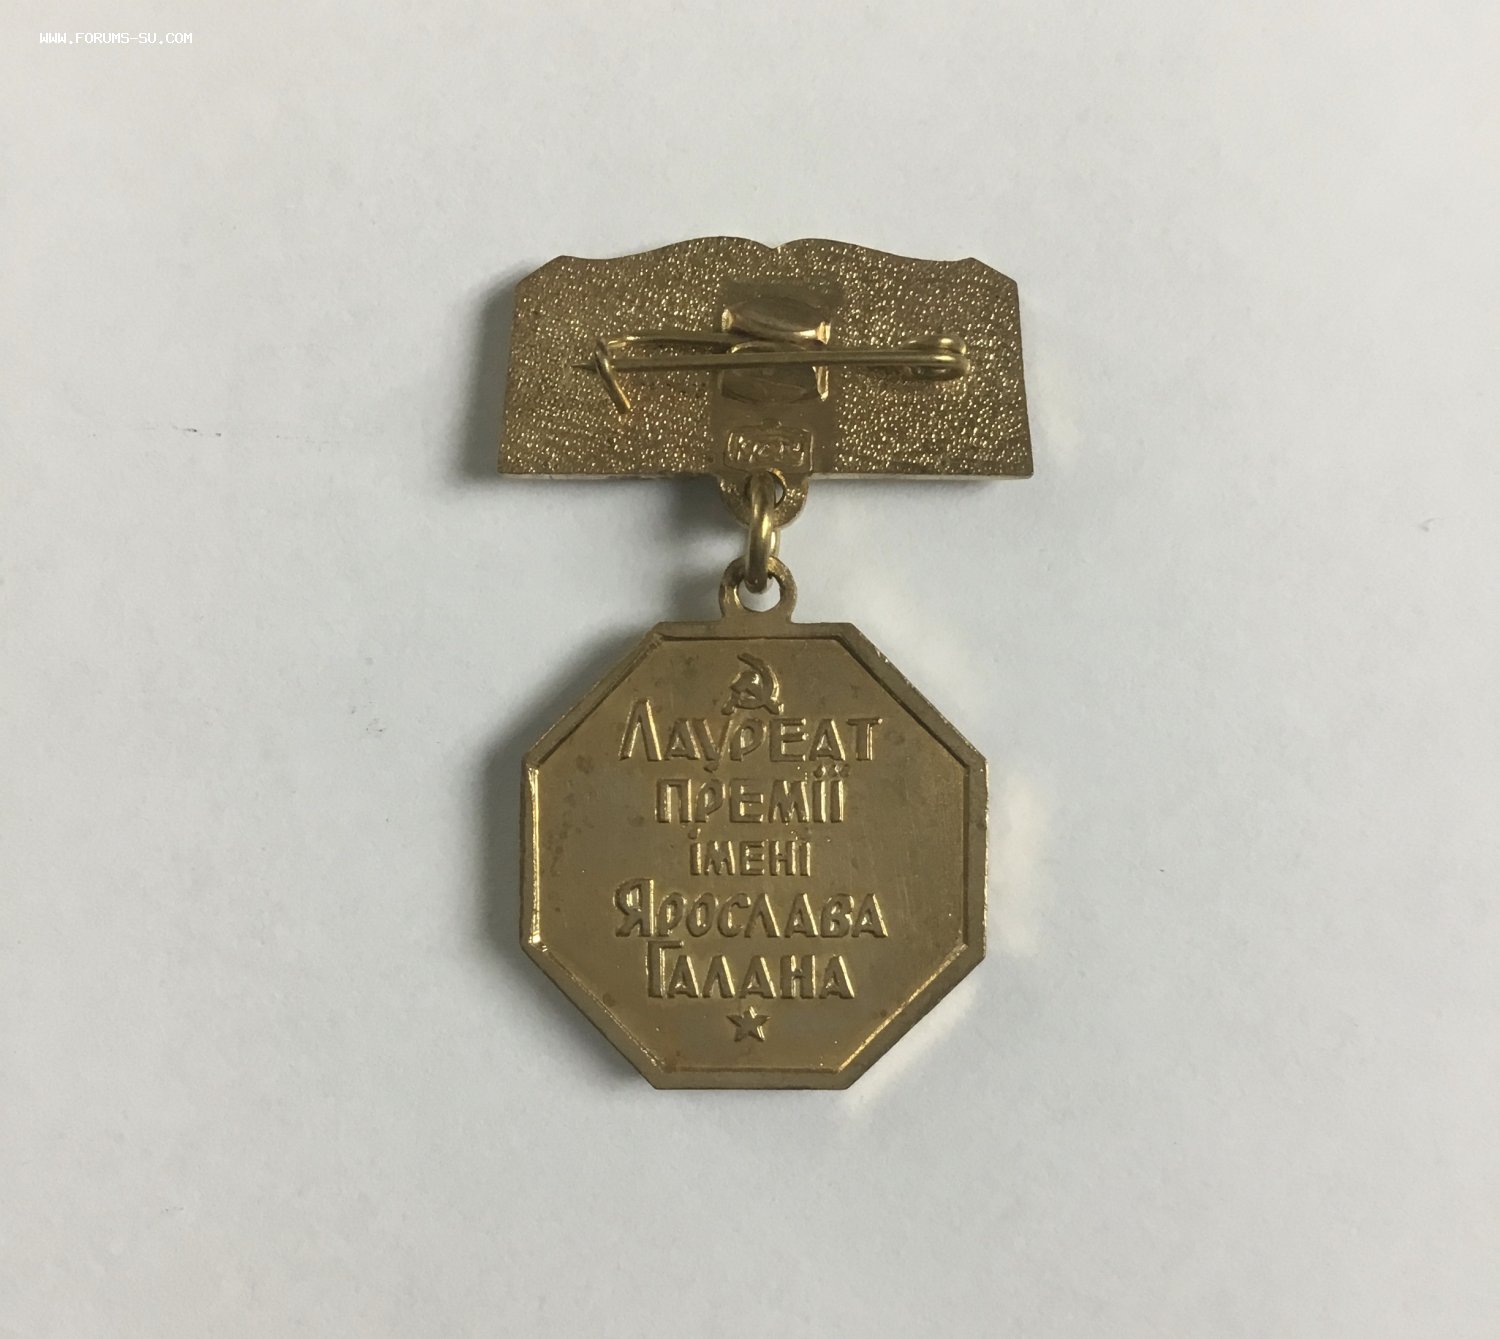 WWW.FORUMS-SU.COM
Лауреат
премії
імені
Ярослава
Галана